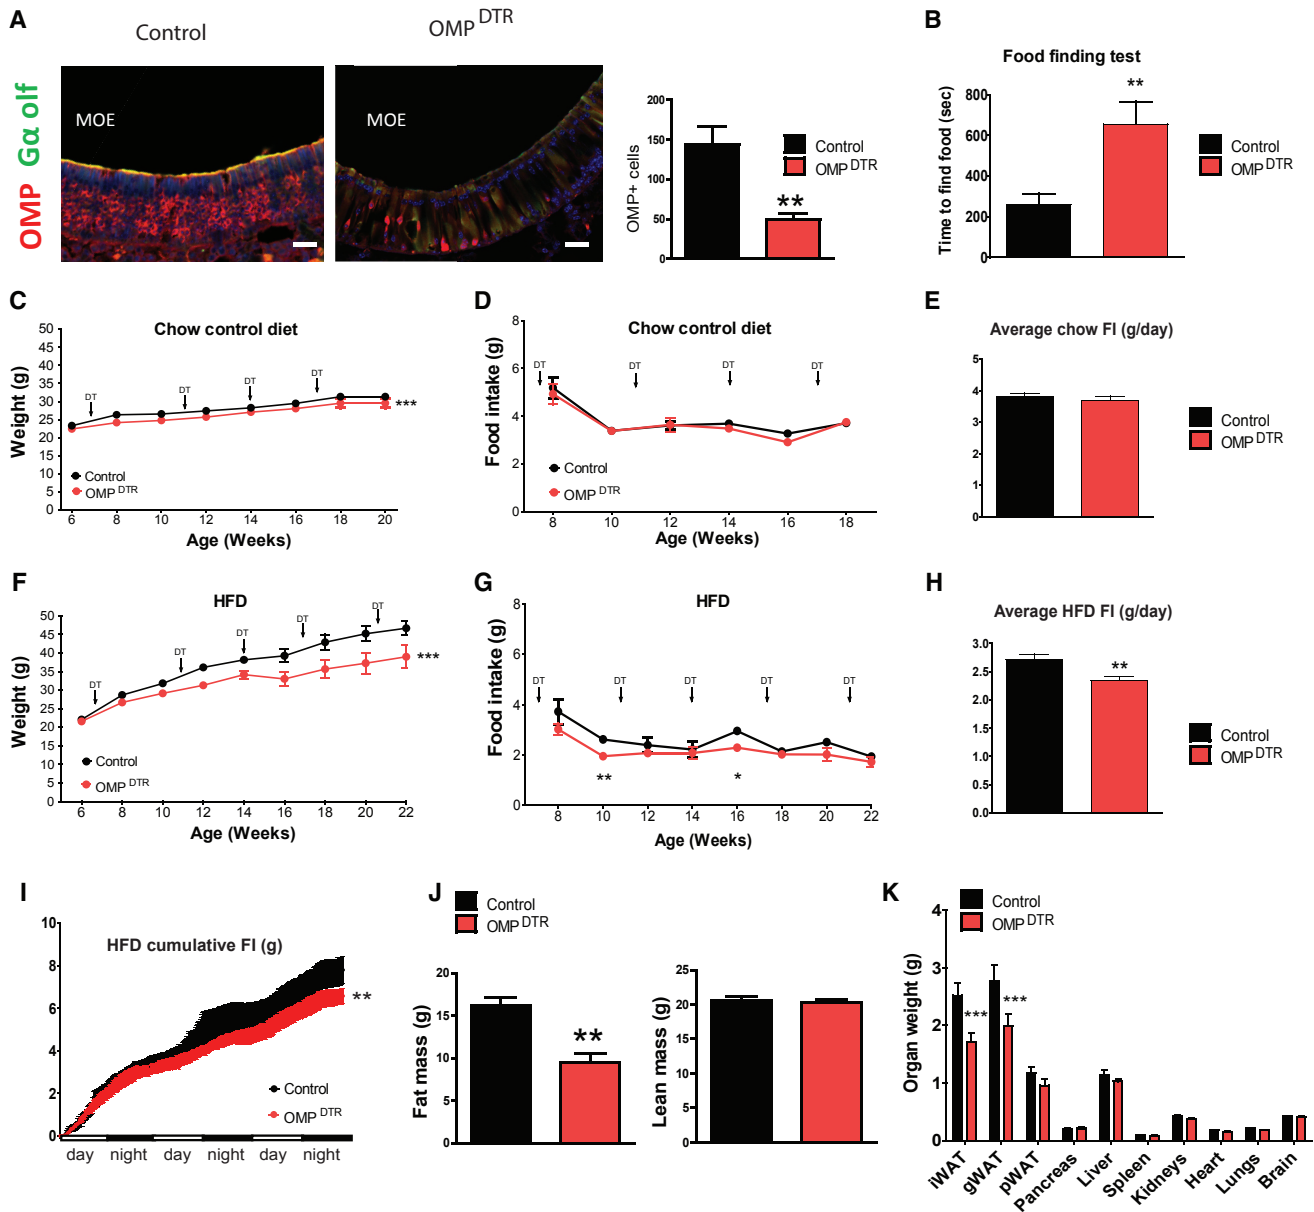 A
Control
OMP DTR
OMP Gα olf
MOE
MOE
OMP+ cells
200
150
100
50
0
**
Control
OMP DTR
B
Food finding test
Time to find food (sec)
800
600
400
200
0
**
Control
OMP DTR
C
Chow control diet
Weight (g)
50
45
40
35
30
25
20
15
10
5
0
DT
DT
DT
DT
***
Control
OMP DTR
6 8 10 12 14 16 18 20
Age (Weeks)
D
Chow control diet
Food intake (g)
8
6
4
2
0
DT
DT
DT
DT
Control
OMP DTR
8 10 12 14 16 18
Age (Weeks)
E
Average chow FI (g/day)
5
4
3
2
1
0
Control
OMP DTR
F
HFD
Weight (g)
50
45
40
35
30
25
20
15
10
5
0
DT
DT
DT
DT
DT
***
Control
OMP DTR
6 8 10 12 14 16 18 20 22
Age (Weeks)
G
HFD
Food intake (g)
8
6
4
2
0
DT
DT
DT
DT
DT
** *
8 10 12 14 16 18 20 22
Age (Weeks)
H
Average HFD FI (g/day)
3.0
2.5
2.0
1.5
1.0
0.5
0.0
**
Control
OMP DTR
I
HFD cumulative FI (g)
10
8
6
4
2
0
**
Control
OMP DTR
day night day night day night
J
Control
OMP DTR
Fat mass (g)
20
15
10
5
0
**
Lean mass (g)
25
20
15
10
5
0
K
Control
OMP DTR
Organ weight (g)
4
3
2
1
0
***
***
iWAT gWAT pWAT Pancreas Liver Spleen Kidneys Heart Lungs Brain